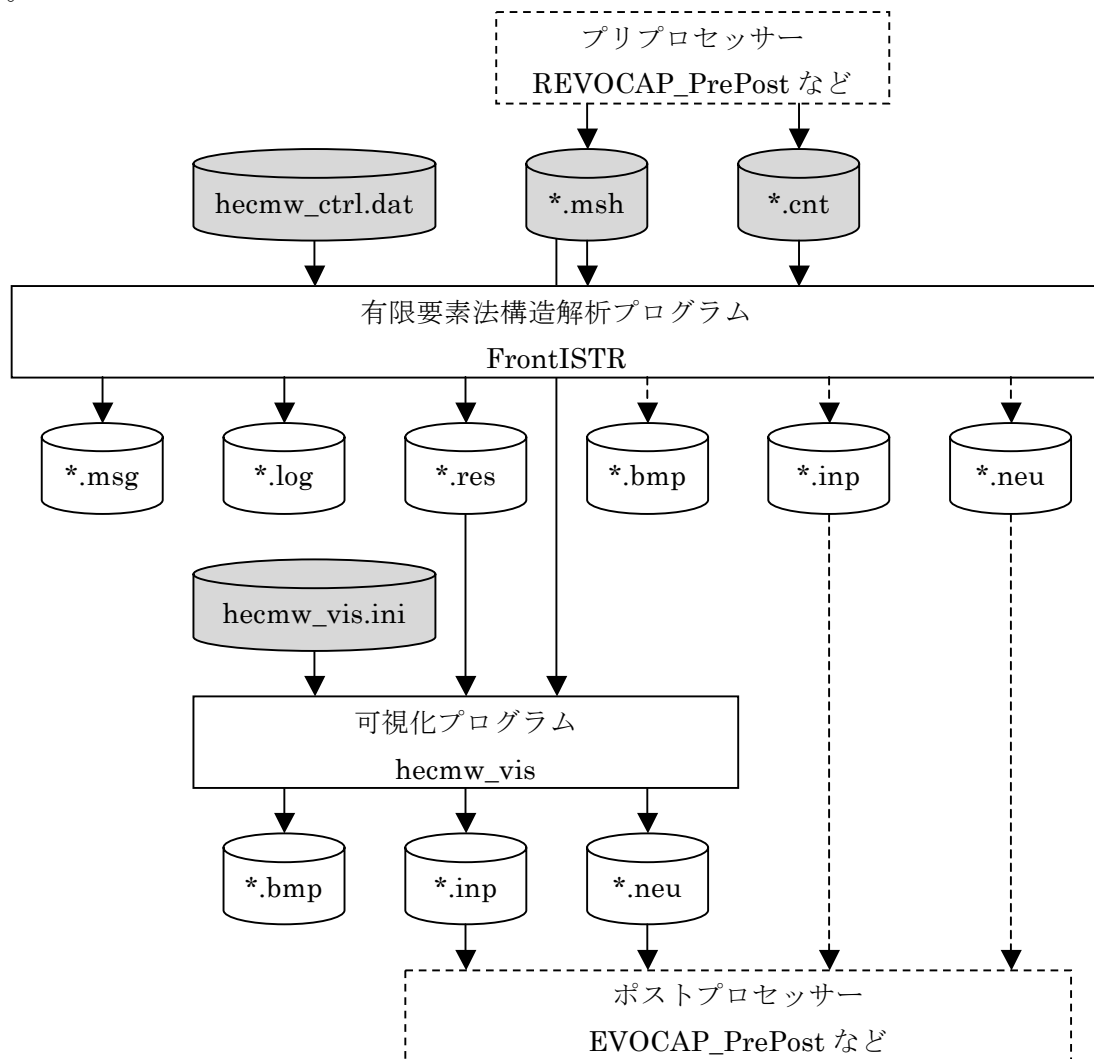 。
プリプロセッサー
REVOCAP_PrePost など
hecmw_ctrl.dat
*.msh
*.cnt
有限要素法構造解析プログラム
FrontISTR
*.msg
*.log
*.res
*.bmp
*.inp
*.neu
hecmw_vis.ini
可視化プログラム
hecmw_vis
*.bmp
*.inp
*.neu
ポストプロセッサー
EVOCAP_PrePost など